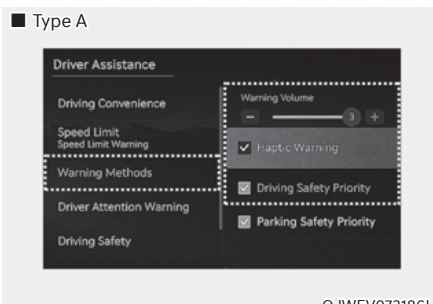 ■ Type A
Driver Assistance
Driving Convenience
Speed Limit
Speed Limit Warning
Warning Methods
Driver Attention Warning
Driving Safety
Warning Volume
- 3 +
Haptic Warning
Driving Safety Priority
Parking Safety Priority